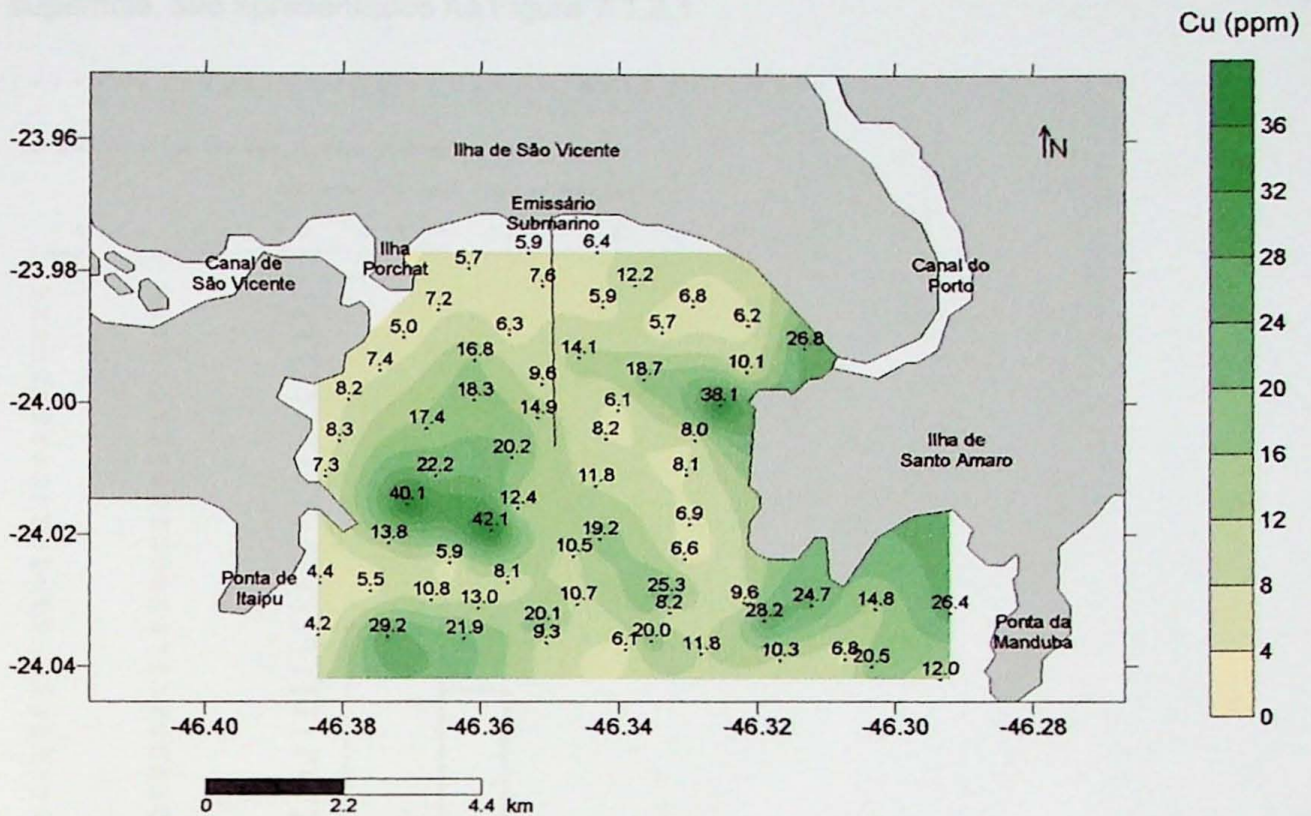 Cu (ppm)
-23.96
-23.98
-24.00
-24.02
-24.04
-46.40
-46.38
-46.36
-46.34
-46.32
-46.30
-46.28
N
Ilha de São Vicente
Emissário
Submarino
Ilha
Porchat
Canal de
São Vicente
Canal do
Porto
Ilha de
Santo Amaro
Ponta de
Itaipu
Ponta da
Manduba
5.9 6.4
5.7
7.6 12.2
7.2 5.9 6.8
5.0 6.3 5.7 6.2
26.8
7.4 16.8 14.1
9.6 18.7 10.1
8.2 18.3 38.1
17.4 14.9 6.1
8.3 8.2 8.0
20.2
7.3 22.2 11.8 8.1
40.1 12.4
42.1 6.9
13.8 19.2
5.9 10.5 6.6
4.4 5.5 8.1
10.8 13.0 10.7 25.3 9.6 24.7 14.8 26.4
8.2 28.2
20.1
4.2 29.2 21.9 9.3 6.1 20.0 11.8 10.3 6.8 20.5 12.0
36
32
28
24
20
16
12
8
4
0
0 2.2 4.4 km